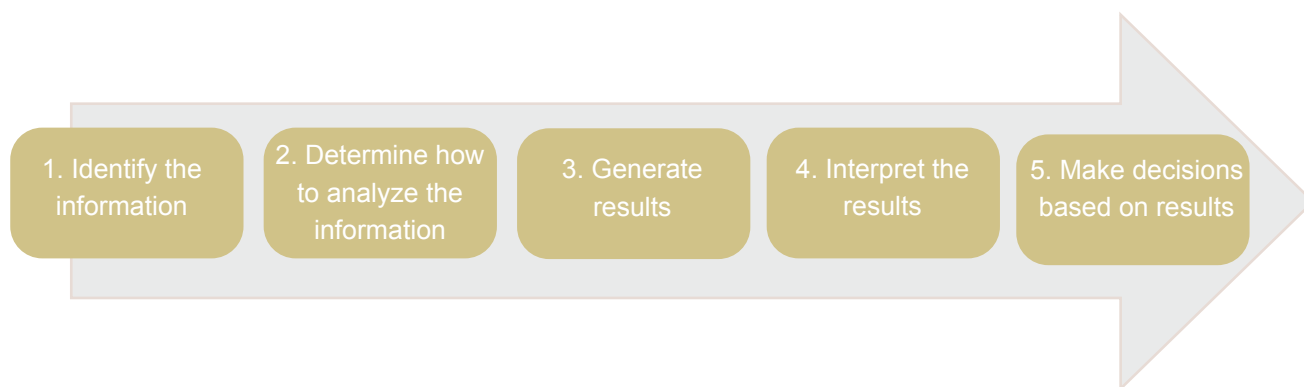 1. Identify the
information
2. Determine how
to analyze the
information
3. Generate
results
4. Interpret the
results
5. Make decisions
based on results